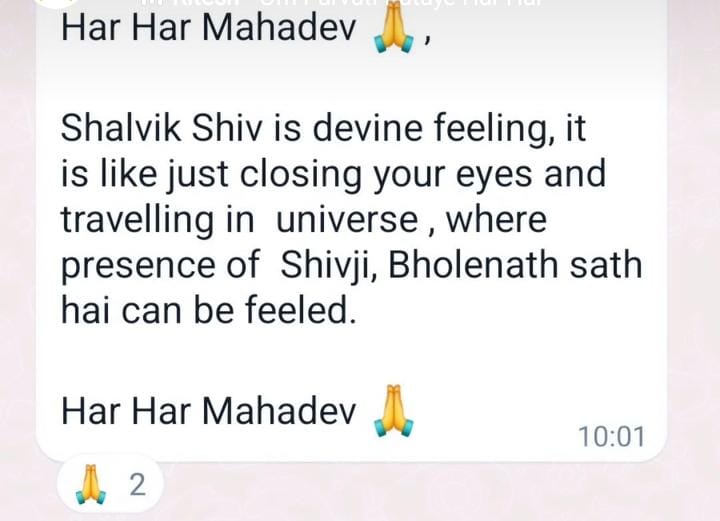 Har Har Mahadev 🙏,
Shalvik Shiv is devine feeling, it
is like just closing your eyes and
travelling in universe , where
presence of Shivji, Bholenath sath
hai can be feeled.
Har Har Mahadev 🙏
10:01
🙏 2